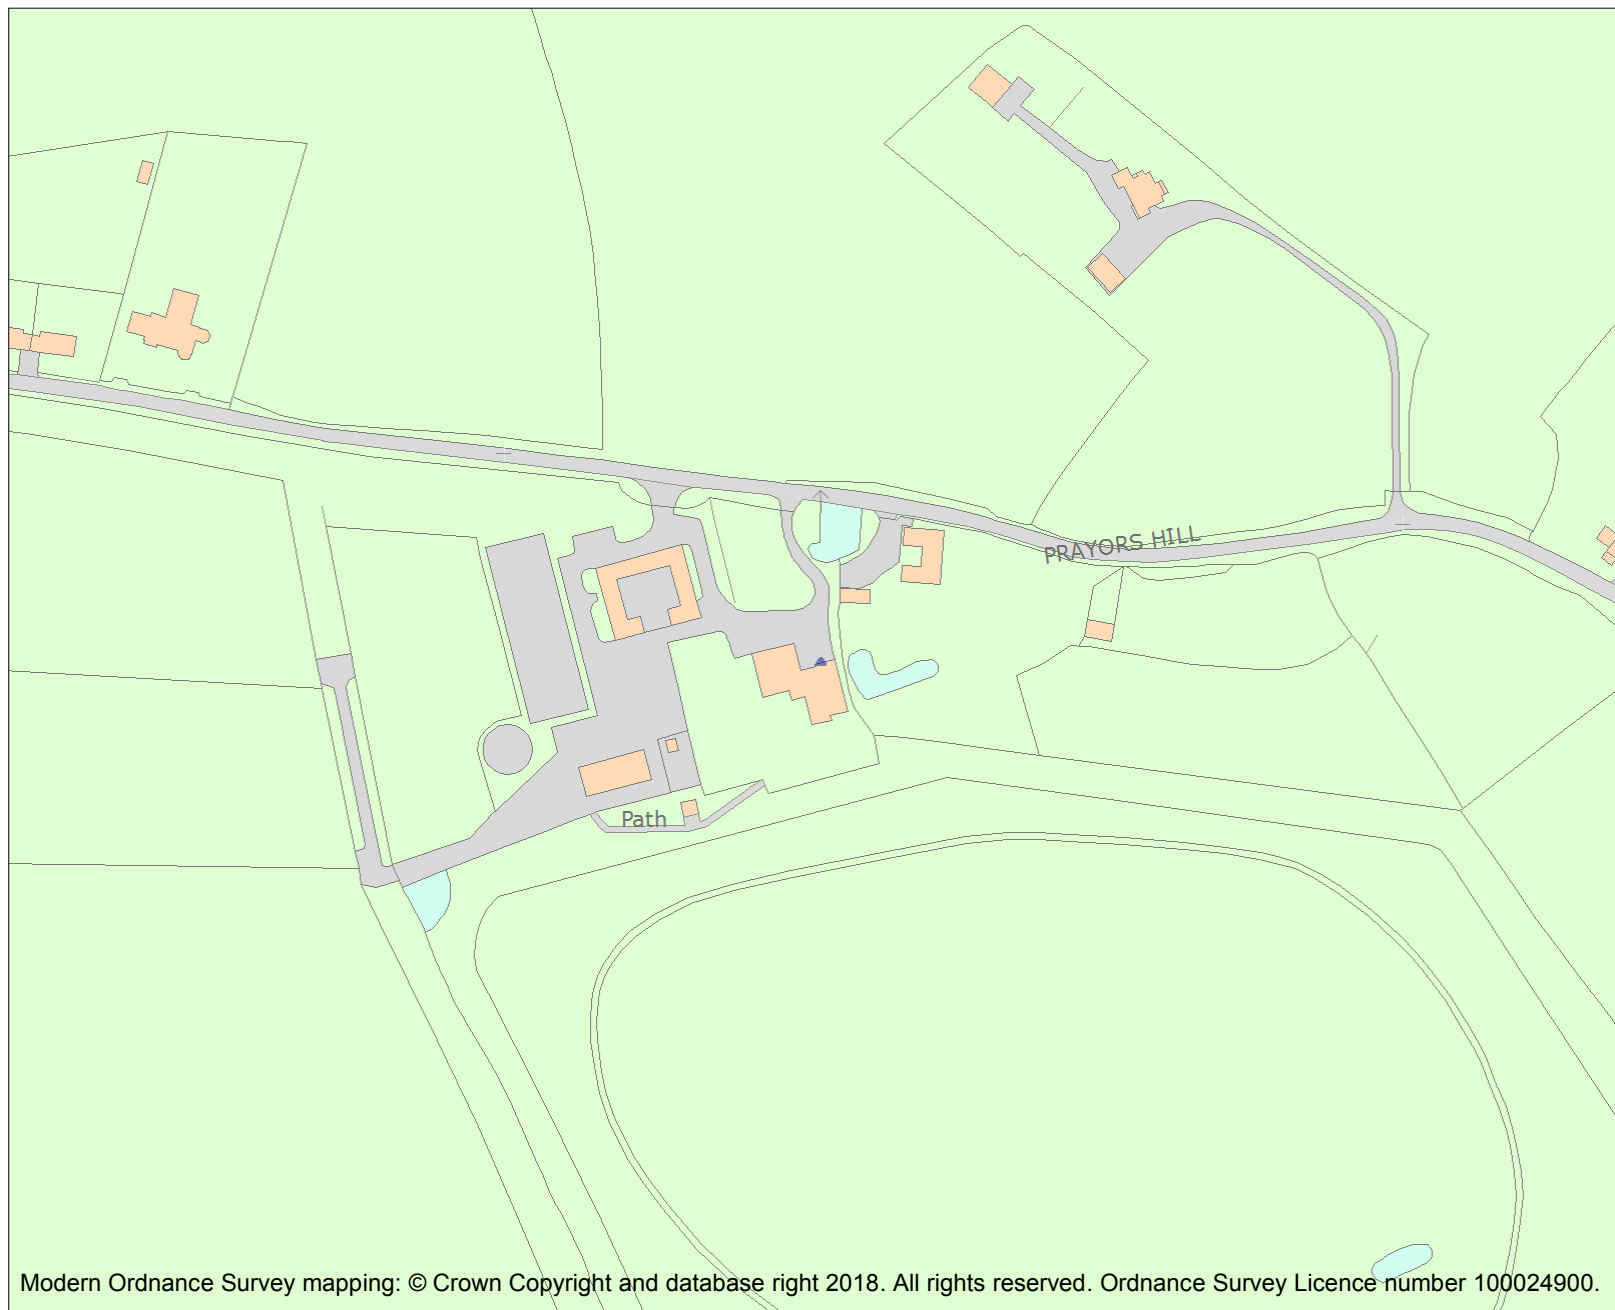 PRAYORS HILL
Path
Modern Ordnance Survey mapping: © Crown Copyright and database right 2018. All rights reserved. Ordnance Survey Licence number 100024900.